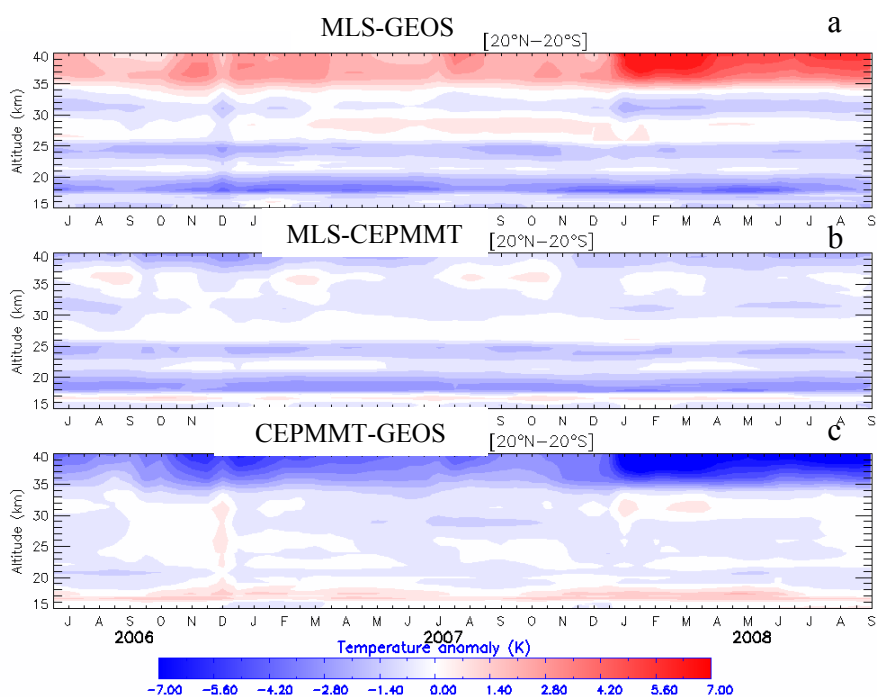 MLS-GEOS
[20°N-20°S]
a
Altitude (km)
40
35
30
25
20
15
J A S O N D J S O N D J F M A M J J A S
MLS-CEPMMT
[20°N-20°S]
b
Altitude (km)
40
35
30
25
20
15
J A S O S O N D J F M A M J J A S
CEPMMT-GEOS
[20°N-20°S]
c
Altitude (km)
40
35
30
25
20
15
J A S O N D J F M A M J J A S O N D J F M A M J J A S
2006 2007 2008
Temperature anomaly (K)
-7.00 -5.60 -4.20 -2.80 -1.40 0.00 1.40 2.80 4.20 5.60 7.00